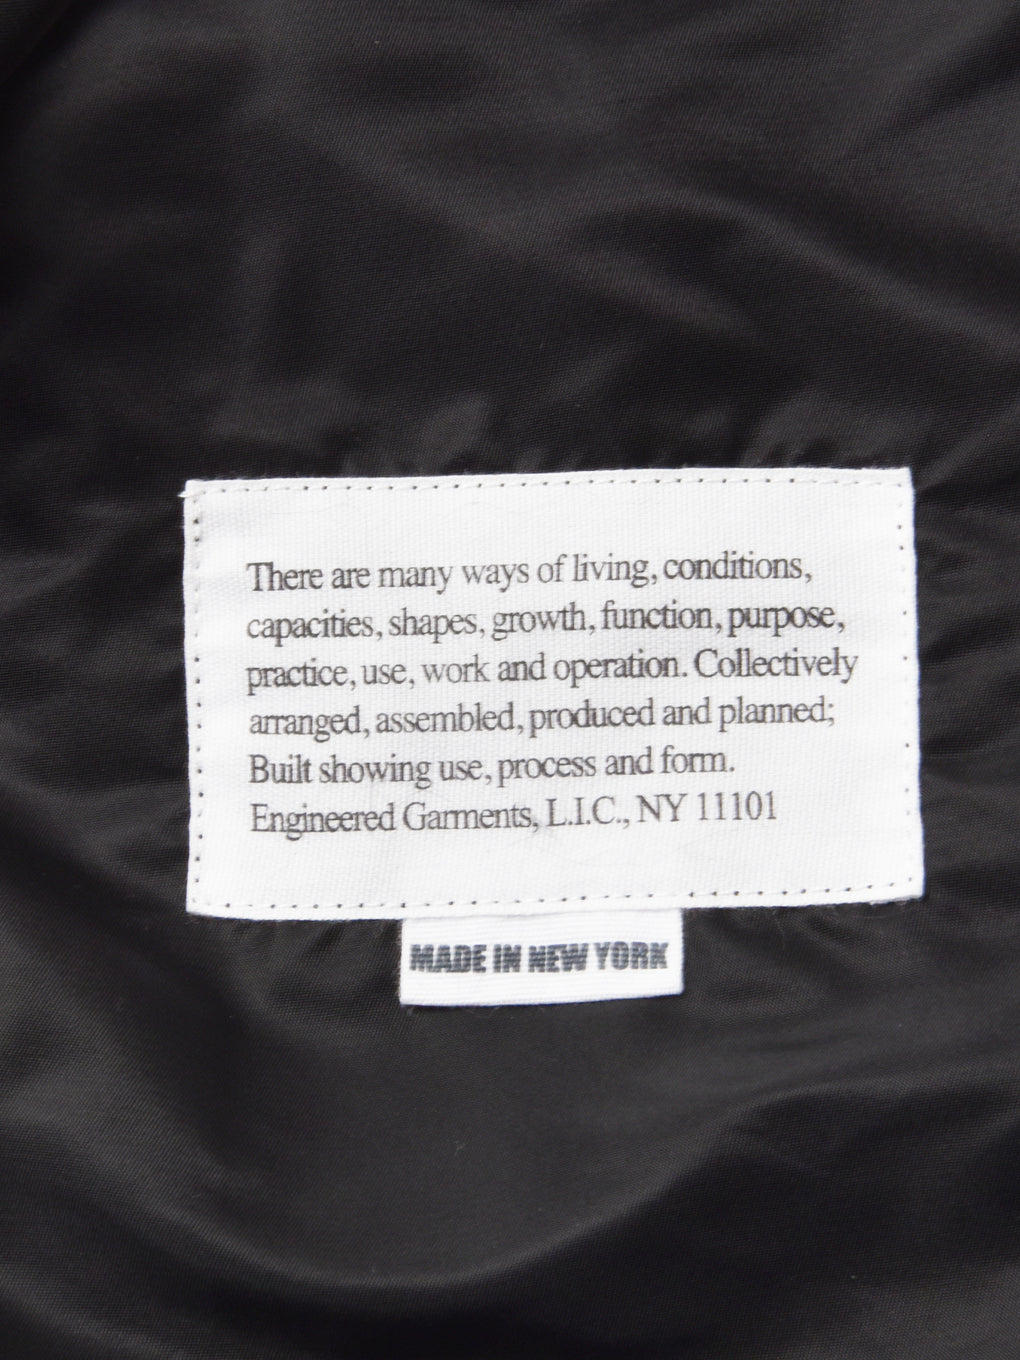 There are many ways of living, conditions,
capacities, shapes, growth, function, purpose,
practice, use, work and operation. Collectively
arranged, assembled, produced and planned;
Built showing use, process and form.
Engineered Garments, L.I.C., NY 11101
MADE IN NEW YORK